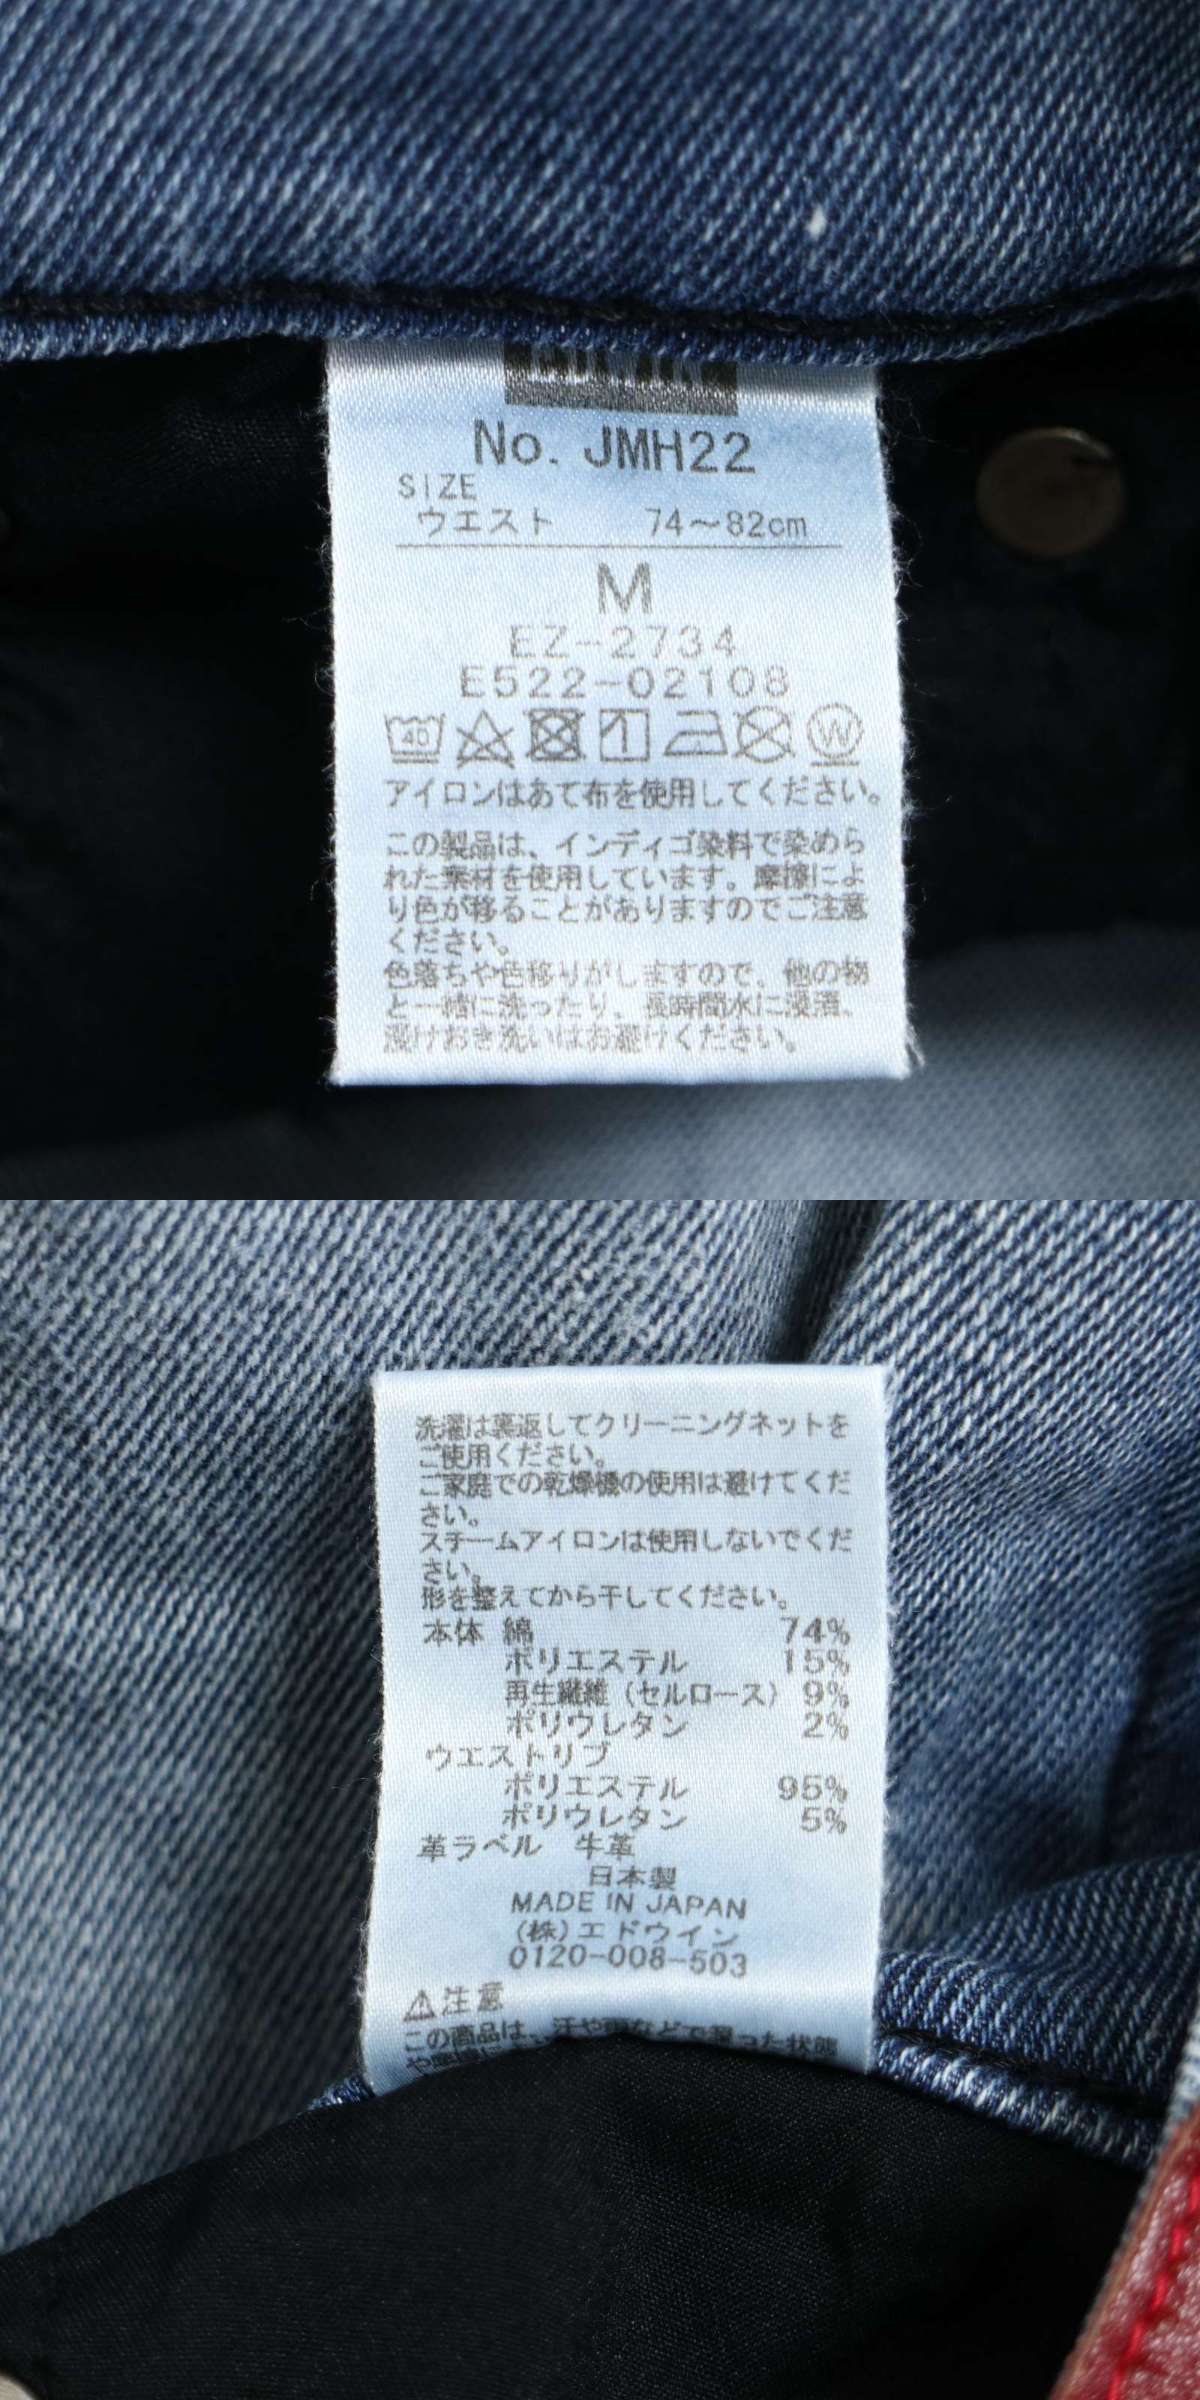 No. JMH22
SIZE
ウエスト 74～82cm
M
EZ-2734
E522-02108
40
1
W
アイロンはあて布を使用してください。
この製品は、インディゴ染料で染めら
れた素材を使用しています。摩擦によ
り色が移ることがありますのでご注意
ください。
色落ちや色移りがしますので、他の物
と一緒に洗ったり、長時間水に浸漬、
浸けおき洗いはお避けください。
洗濯は裏返してクリーニングネットを
ご使用ください。
ご家庭での乾燥機の使用は避けてくだ
さい。
スチームアイロンは使用しないでくだ
さい。
形を整えてから干してください。
本体 綿 74%
ポリエステル 15%
再生繊維（セルロース） 9%
ポリウレタン 2%
ウエストリブ
ポリエステル 95%
ポリウレタン 5%
革ラベル 牛革
日本製
MADE IN JAPAN
(株)エドウイン
0120-008-503
⚠注意
この商品は、汗や雨などで湿った状態